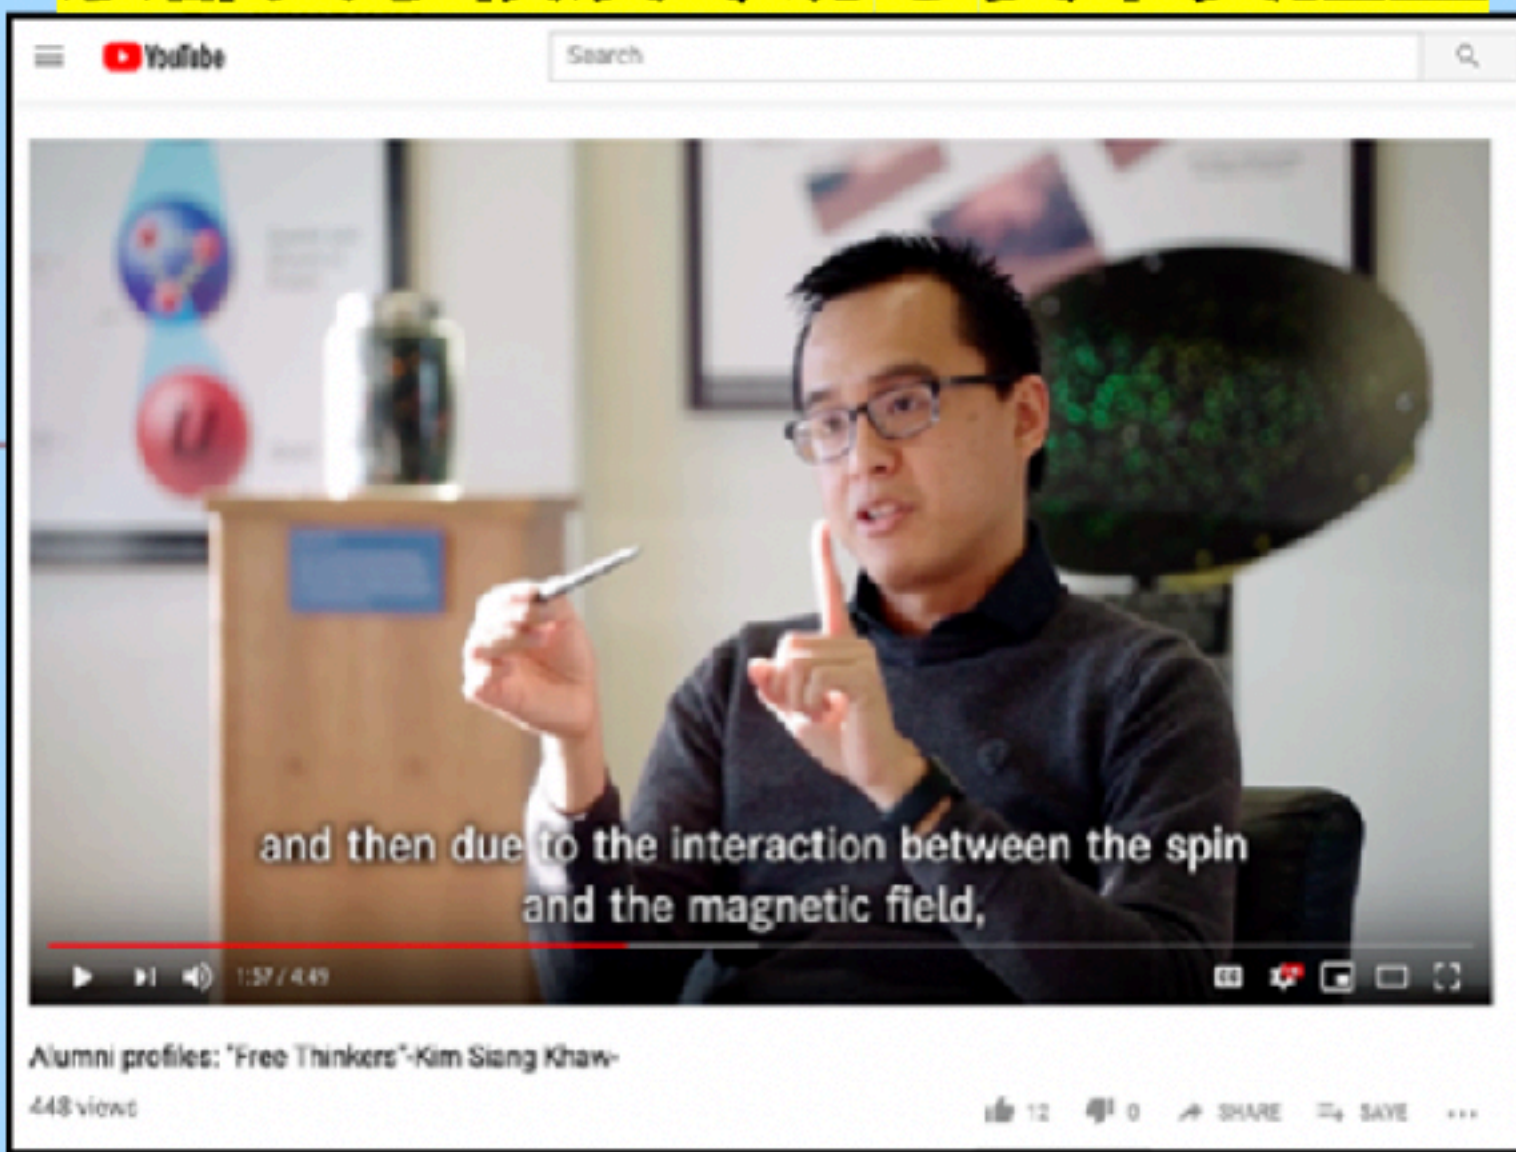 YouTube
Search
U
and then due to the interaction between the spin
and the magnetic field,
1:57 / 4:49
CC
Alumni profiles: "Free Thinkers"-Kim Siang Khaw-
448 views
12
0
SHARE
SAVE